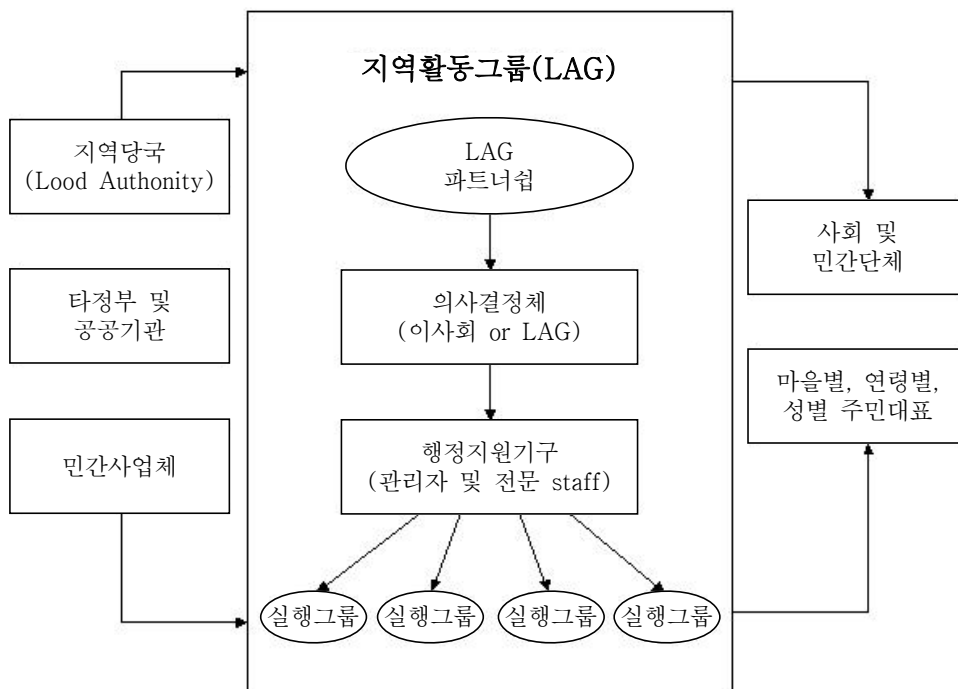 지역활동그룹(LAG)
지역당국
(Lood Authonity)
타정부 및
공공기관
민간사업체
LAG
파트너쉽
의사결정체
(이사회 or LAG)
행정지원기구
(관리자 및 전문 staff)
실행그룹
실행그룹
실행그룹
실행그룹
사회 및
민간단체
마을별, 연령별,
성별 주민대표